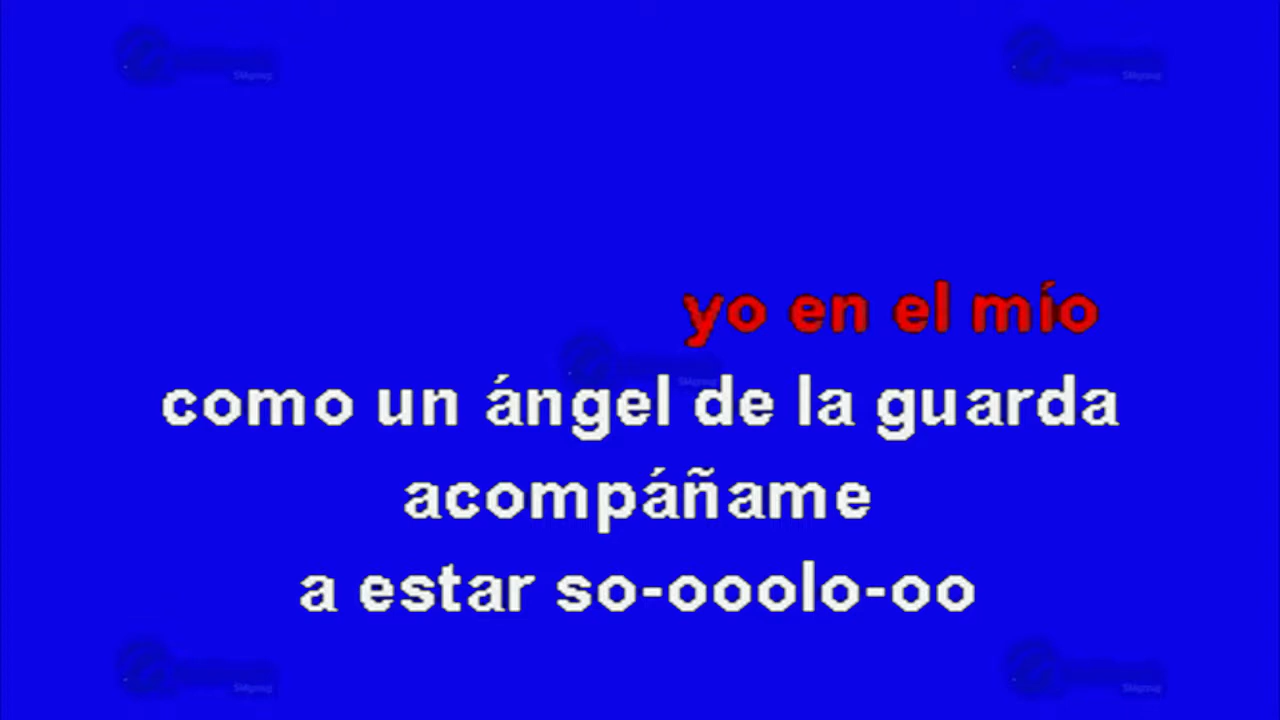 yo en el mío
como un ángel de la guarda
acompáñame
a estar so-ooolo-oo